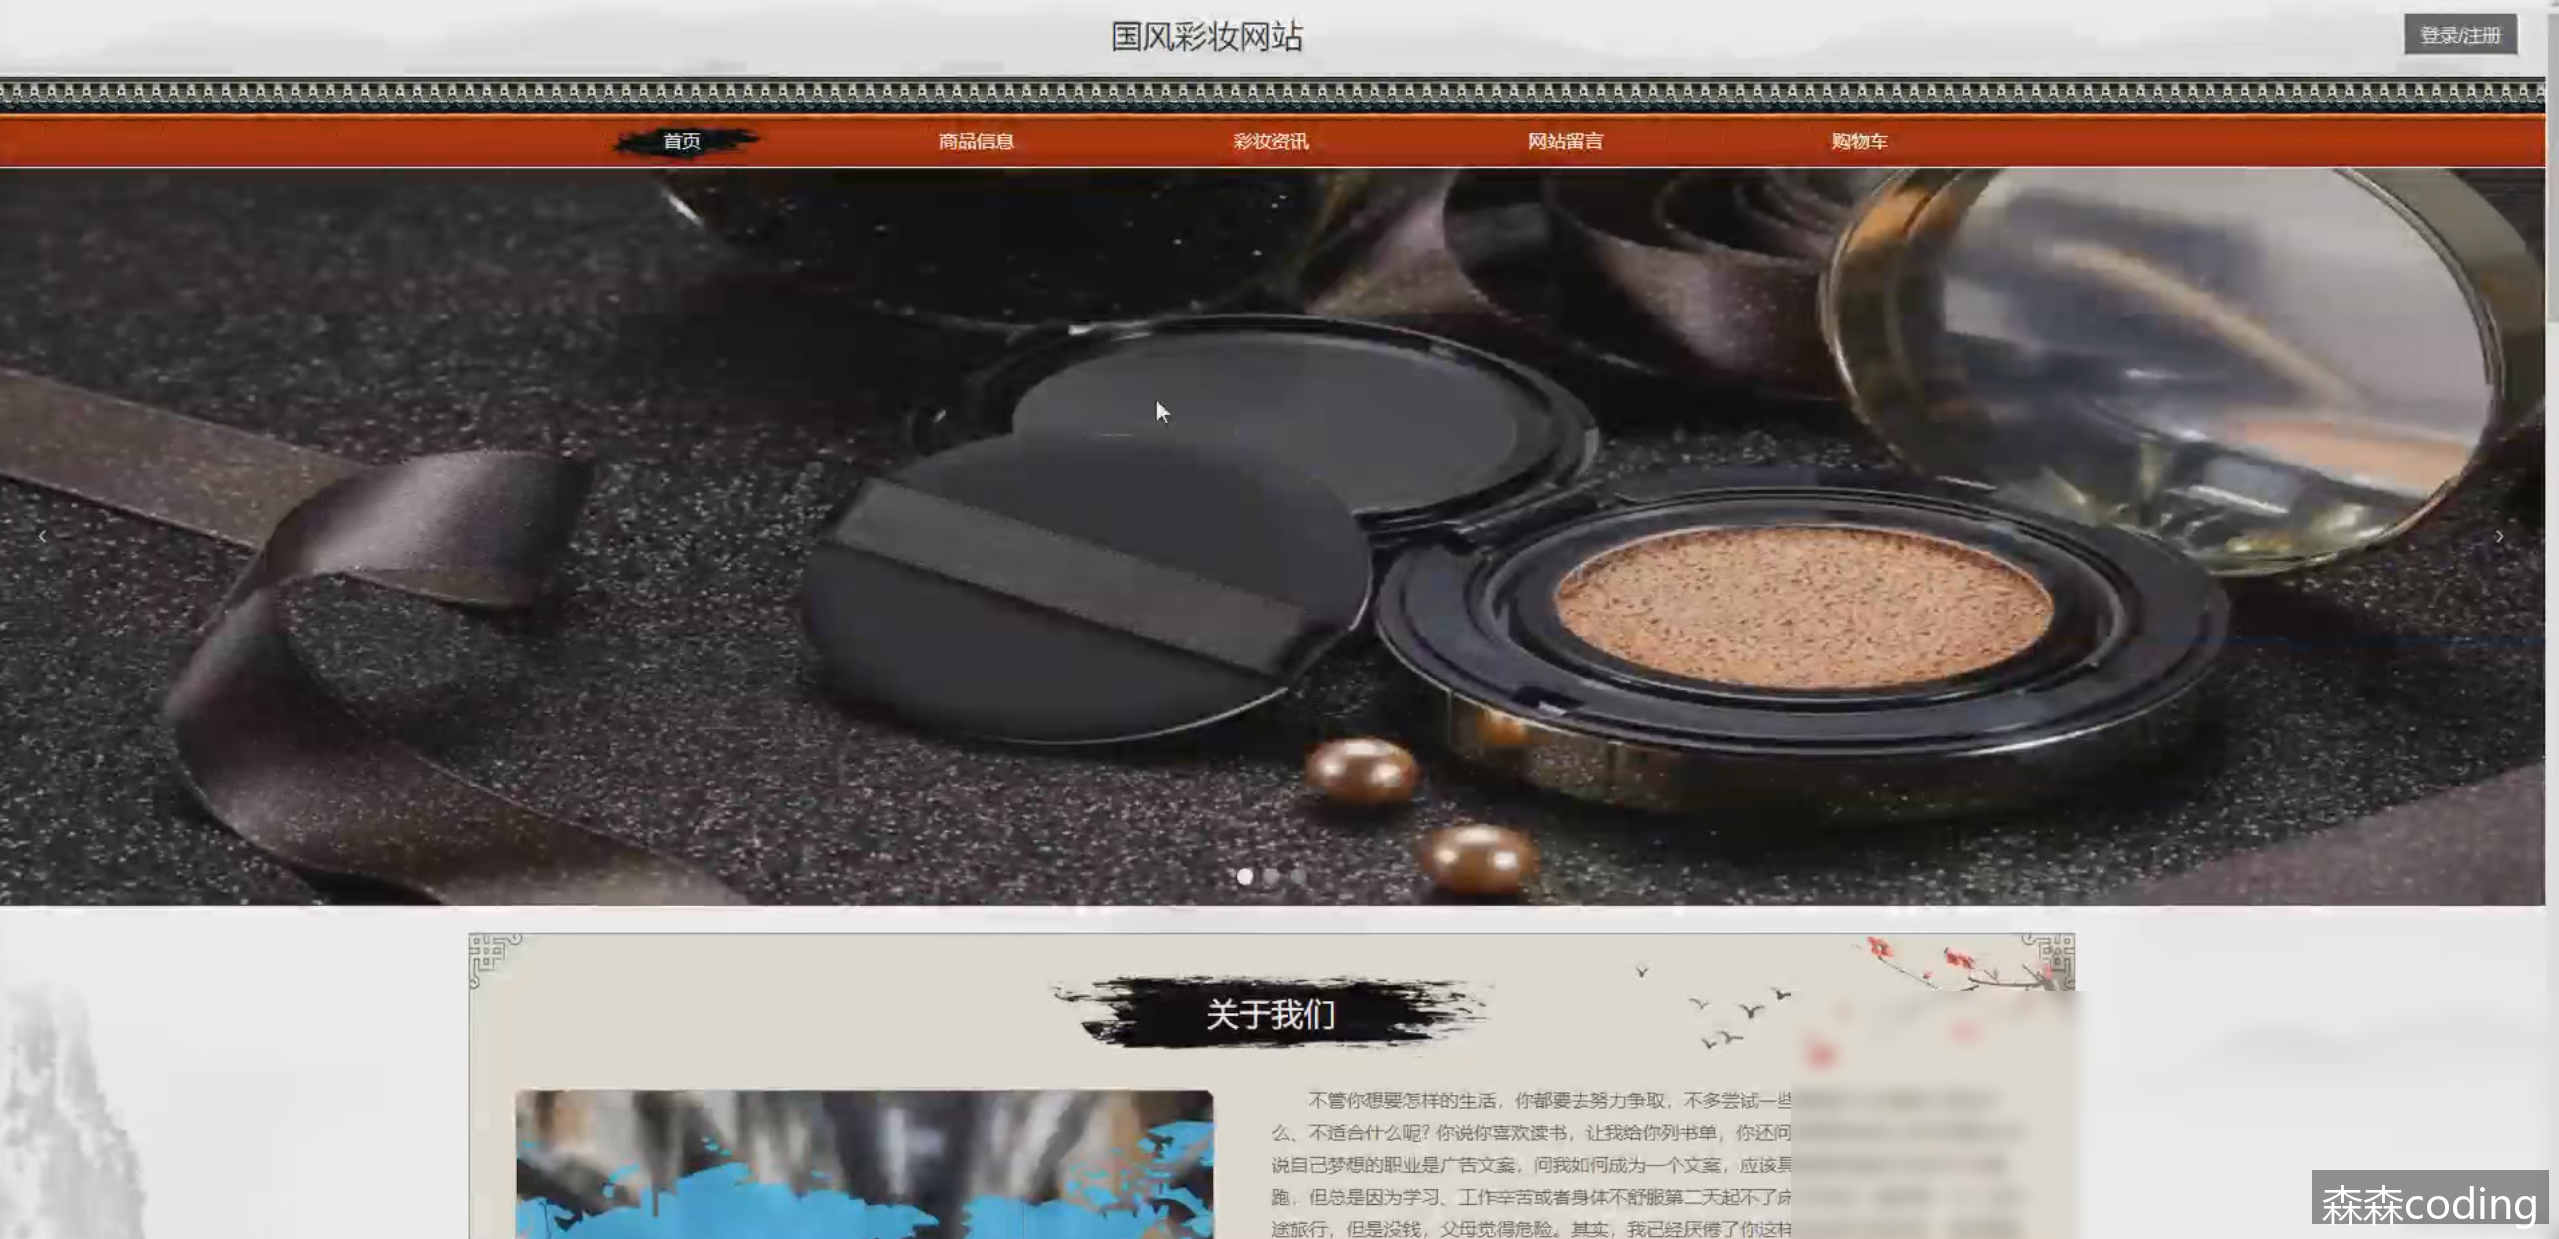 国风彩妆网站
登录/注册
首页
商品信息
彩妆资讯
网站留言
购物车
关于我们
不管你想要怎样的生活，你都要去努力争取，不多尝试一些
么、不适合什么呢？你说你喜欢读书，让我给你列书单，你还问
说自己梦想的职业是广告文案，问我如何成为一个文案，应该具
跑，但总是因为学习、工作辛苦或者身体不舒服第二天起不了床
途旅行，但是没钱，父母觉得危险。其实，我已经厌倦了你这样
森森coding